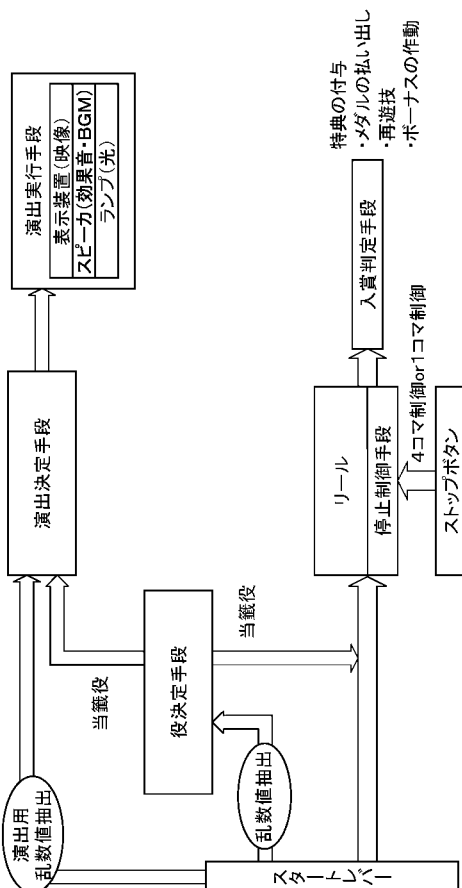 演出用
乱数値抽出
演出決定手段
演出実行手段
表示装置(映像)
スピーカ(効果音・BGM)
ランプ(光)
当籤役
役決定手段
当籤役
乱数値抽出
スタートレバー
リール
停止制御手段
4コマ制御or1コマ制御
ストップボタン
入賞判定手段
特典の付与
・メダルの払い出し
・再遊技
・ボーナスの作動